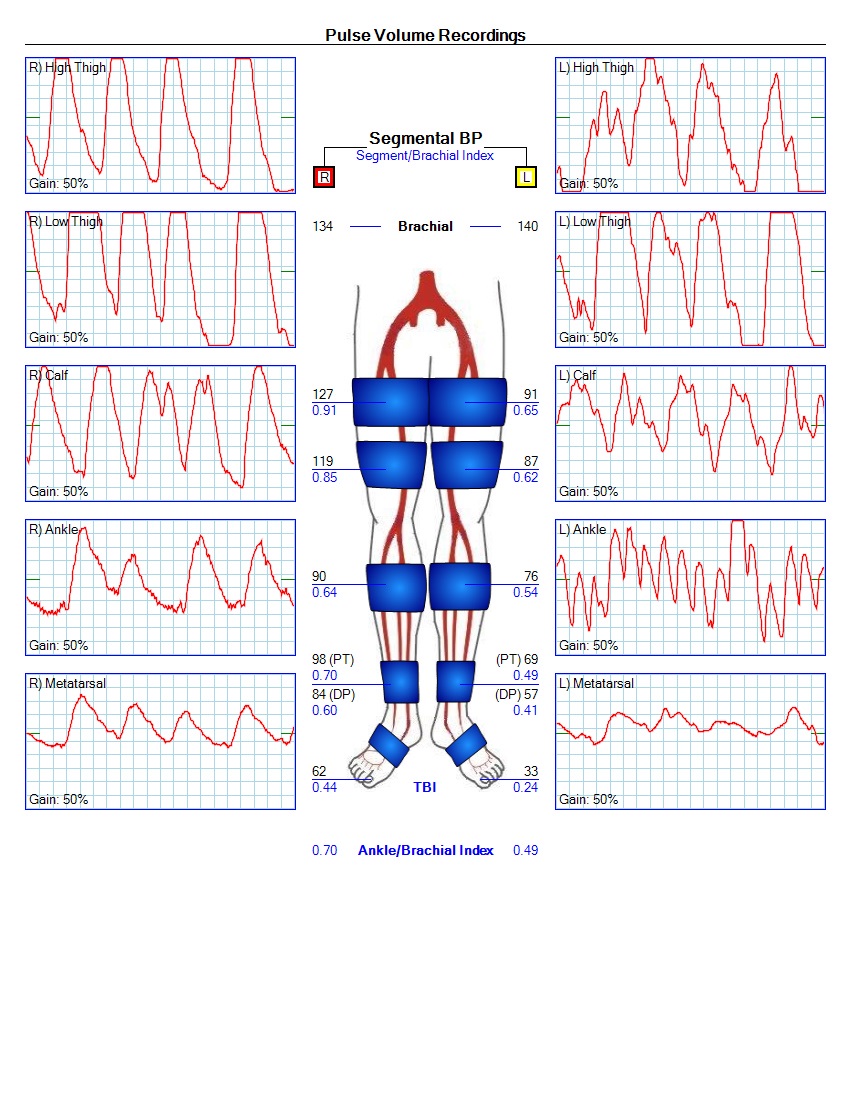 Pulse Volume Recordings
R) High Thigh
Gain: 50%
R) Low Thigh
Gain: 50%
R) Calf
Gain: 50%
R) Ankle
Gain: 50%
R) Metatarsal
Gain: 50%
Segmental BP
Segment/Brachial Index
R
L
134 Brachial 140
127
0.91
91
0.65
119
0.85
87
0.62
90
0.64
76
0.54
98 (PT)
0.70
84 (DP)
0.60
(PT) 69
0.49
(DP) 57
0.41
62
0.44
TBI
33
0.24
0.70 Ankle/Brachial Index 0.49
L) High Thigh
Gain: 50%
L) Low Thigh
Gain: 50%
L) Calf
Gain: 50%
L) Ankle
Gain: 50%
L) Metatarsal
Gain: 50%